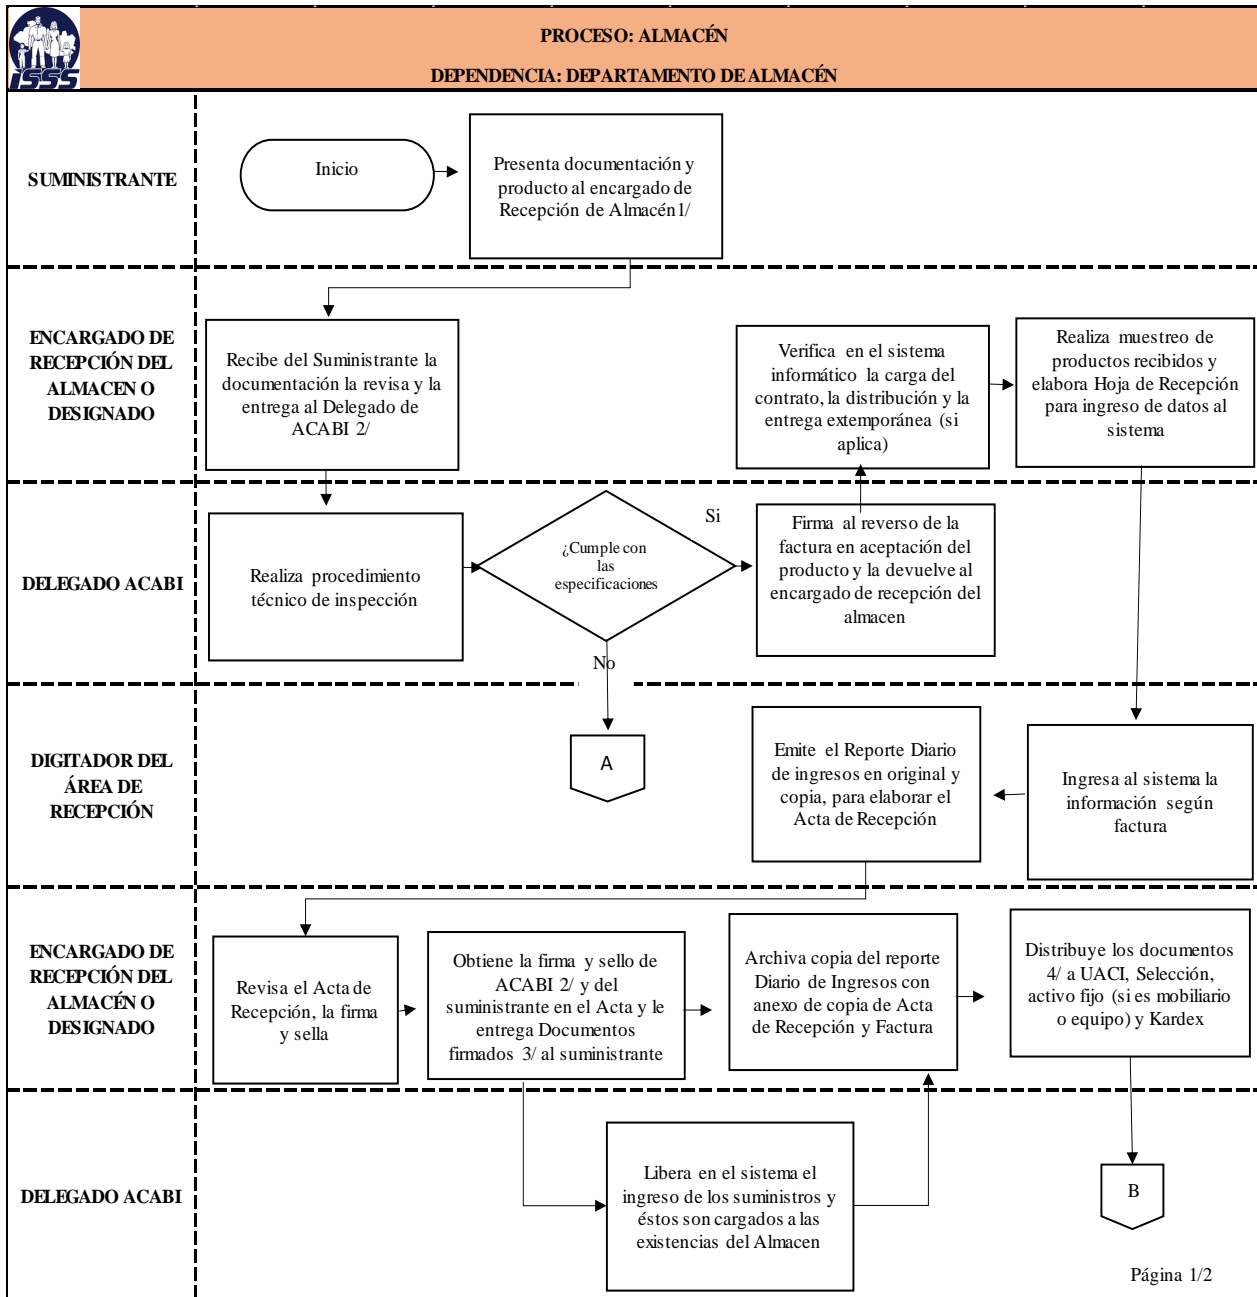 ISSS
PROCESO: ALMACÉN
DEPENDENCIA: DEPARTAMENTO DE ALMACÉN
SUMINISTRANTE
Inicio
Presenta documentación y
producto al encargado de
Recepción de Almacén1/
ENCARGADO DE
RECEPCIÓN DEL
ALMACEN O
DESIGNADO
Recibe del Suministrante la
documentación la revisa y la
entrega al Delegado de
ACABI 2/
Verifica en el sistema
informático la carga del
contrato, la distribución y la
entrega extemporánea (si
aplica)
Realiza muestreo de
productos recibidos y
elabora Hoja de Recepción
para ingreso de datos al
sistema
DELEGADO ACABI
Realiza procedimiento
técnico de inspección
¿Cumple con
las
especificaciones
Si
No
Firma al reverso de la
factura en aceptación del
producto y la devuelve al
encargado de recepción del
almacen
DIGITADOR DEL
ÁREA DE
RECEPCIÓN
A
Emite el Reporte Diario
de ingresos en original y
copia, para elaborar el
Acta de Recepción
Ingresa al sistema la
información según
factura
ENCARGADO DE
RECEPCIÓN DEL
ALMACÉN O
DESIGNADO
Revisa el Acta de
Recepción, la firma
y sella
Obtiene la firma y sello de
ACABI 2/ y del
suministrante en el Acta y le
entrega Documentos
firmados 3/ al suministrante
Archiva copia del reporte
Diario de Ingresos con
anexo de copia de Acta
de Recepción y Factura
Distribuye los documentos
4/ a UACI, Selección,
activo fijo (si es mobiliario
o equipo) y Kardex
DELEGADO ACABI
Libera en el sistema el
ingreso de los suministros y
éstos son cargados a las
existencias del Almacen
B
Página 1/2